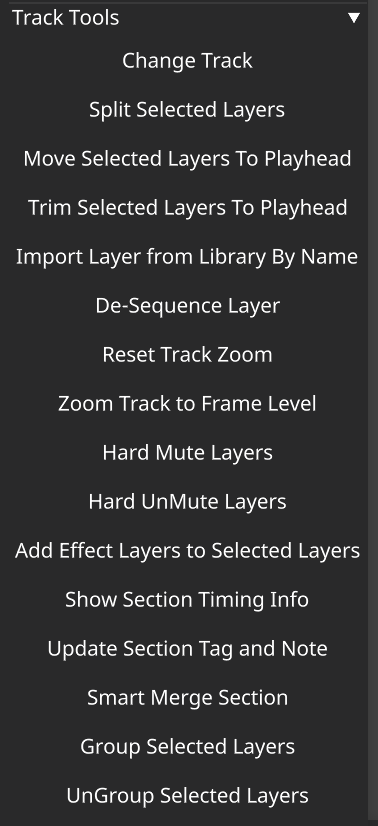 Track Tools
Change Track
Split Selected Layers
Move Selected Layers To Playhead
Trim Selected Layers To Playhead
Import Layer from Library By Name
De-Sequence Layer
Reset Track Zoom
Zoom Track to Frame Level
Hard Mute Layers
Hard UnMute Layers
Add Effect Layers to Selected Layers
Show Section Timing Info
Update Section Tag and Note
Smart Merge Section
Group Selected Layers
UnGroup Selected Layers